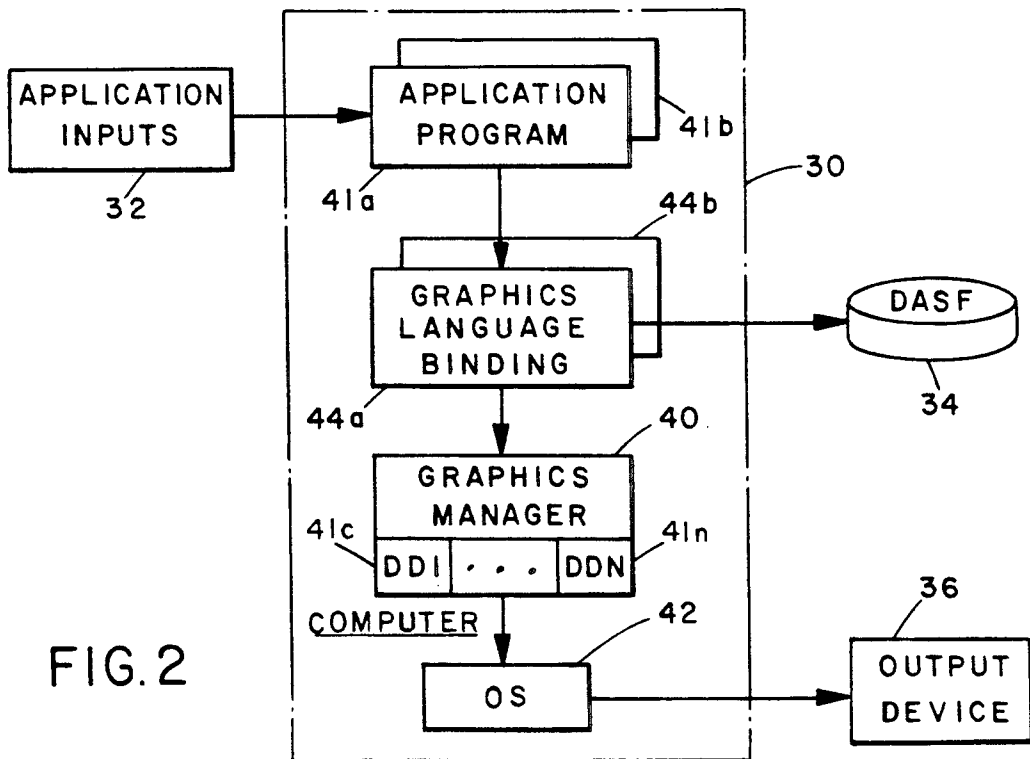 APPLICATION
INPUTS
32
APPLICATION
PROGRAM
41a
41b
30
44b
GRAPHICS
LANGUAGE
BINDING
44a
DASF
34
40
GRAPHICS
MANAGER
41c
DD1 . . . DDN
41n
COMPUTER
42
OS
36
OUTPUT
DEVICE
FIG. 2